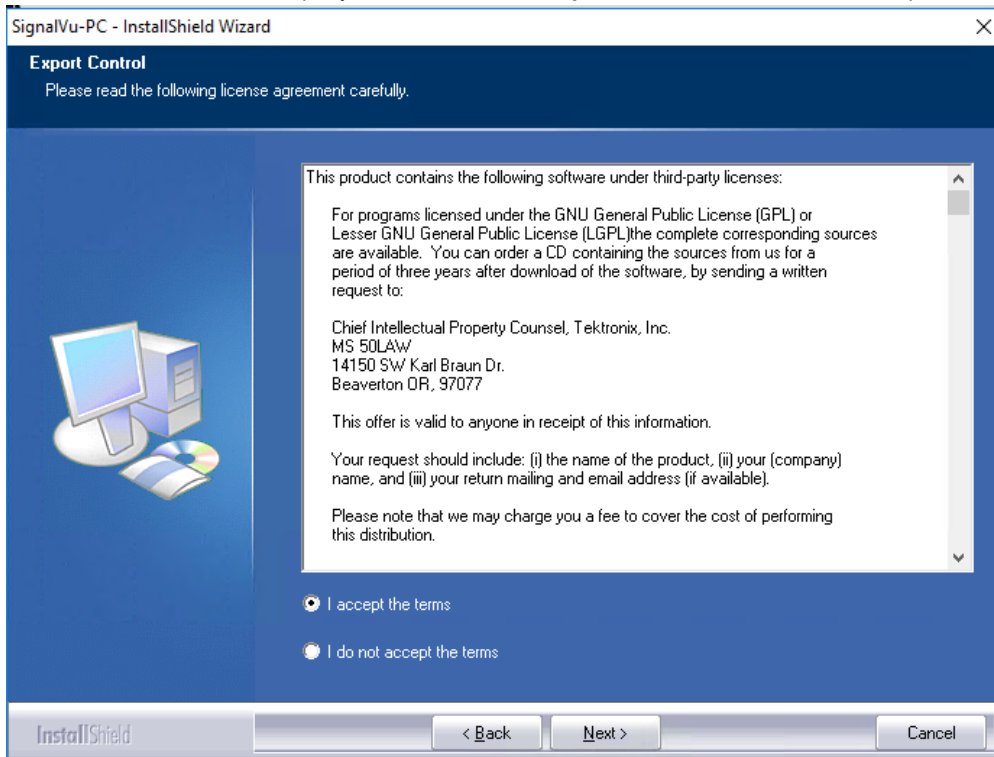 SignalVu-PC - InstallShield Wizard
Export Control
Please read the following license agreement carefully.
This product contains the following software under third-party licenses:
For programs licensed under the GNU General Public License (GPL) or
Lesser GNU General Public License (LGPL)the complete corresponding sources
are available.  You can order a CD containing the sources from us for a
period of three years after download of the software, by sending a written
request to:
Chief Intellectual Property Counsel, Tektronix, Inc.
MS 50LAW
14150 SW Karl Braun Dr.
Beaverton OR, 97077
This offer is valid to anyone in receipt of this information.
Your request should include: (i) the name of the product, (ii) your (company)
name, and (iii) your return mailing and email address (if available).
Please note that we may charge you a fee to cover the cost of performing
this distribution.
I accept the terms
I do not accept the terms
InstallShield
< Back
Next >
Cancel